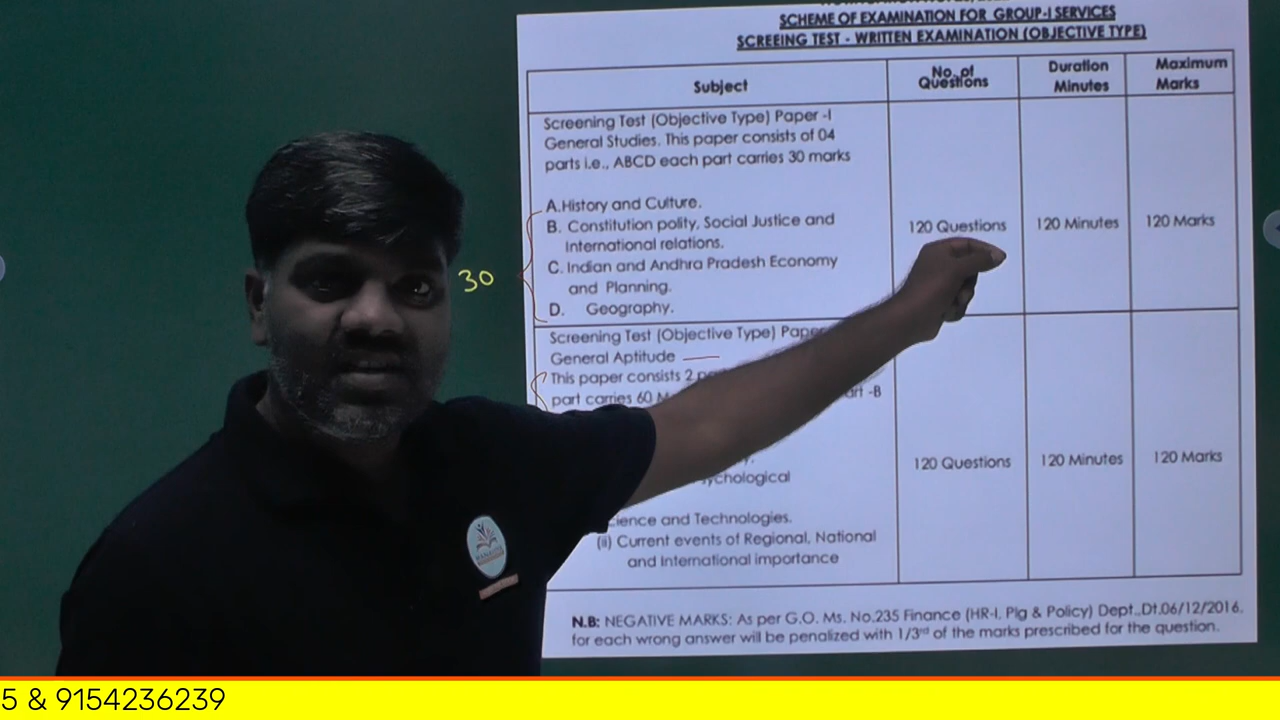 SCHEME OF EXAMINATION FOR GROUP-I SERVICES
SCREEING TEST - WRITTEN EXAMINATION (OBJECTIVE TYPE)
Subject
No. of
Questions
Duration
Minutes
Maximum
Marks
Screening Test (Objective Type) Paper -I
General Studies. This paper consists of 04
parts i.e., ABCD each part carries 30 marks
A.History and Culture.
B. Constitution polity, Social Justice and
International relations.
C. Indian and Andhra Pradesh Economy
and Planning.
D. Geography.
120 Questions
120 Minutes
120 Marks
30
Screening Test (Objective Type)
General Aptitude
This paper consists 2
part carries 60
-B
120 Questions
120 Minutes
120 Marks
and Technologies.
(ii) Current events of Regional, National
and International importance
N.B: NEGATIVE MARKS: As per G.O. Ms. No.235 Finance (HR-I, Plg & Policy) Dept.,Dt.06/12/2016,
for each wrong answer will be penalized with 1/3rd of the marks prescribed for the question.
5 & 9154236239